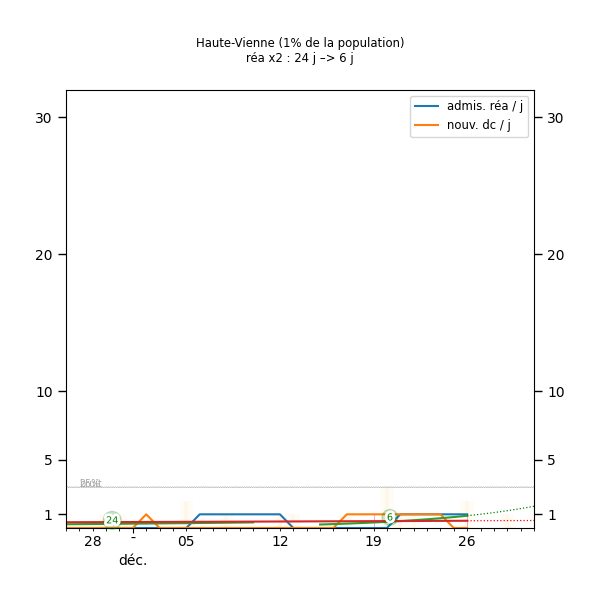 Haute-Vienne (1% de la population)
réa x2 : 24 j –> 6 j
admis. réa / j
nouv. dc / j
30 30
20 20
10 10
5 5
1 1
24
6
28 - 05 12 19 26
déc.